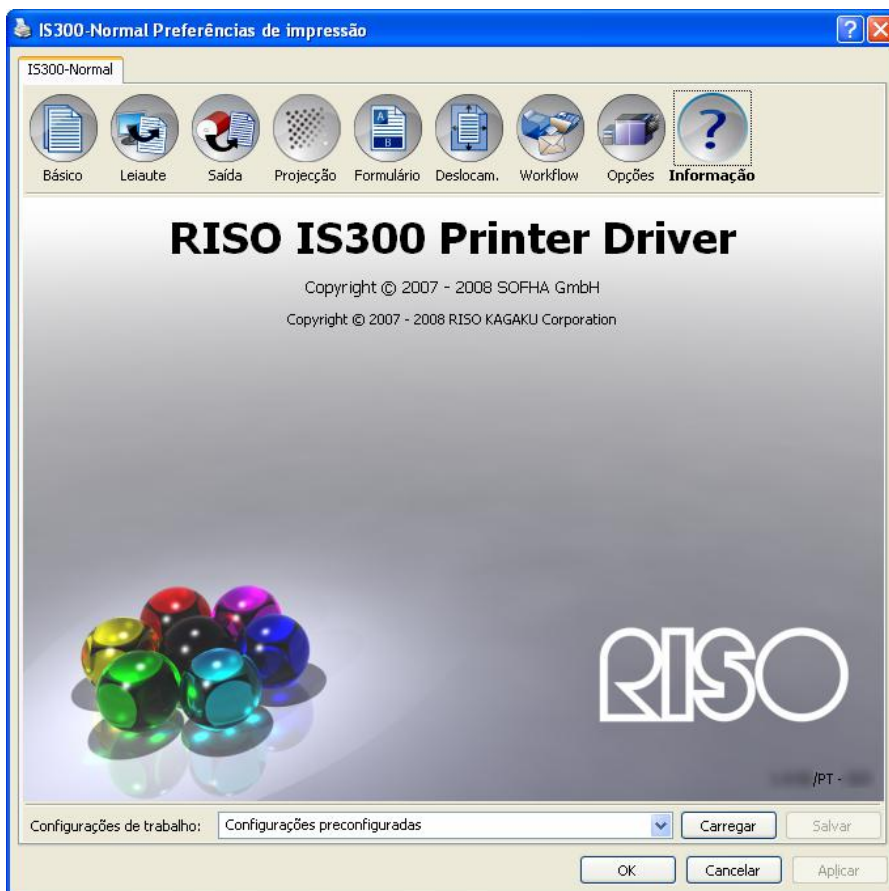 IS300-Normal Preferências de impressão
IS300-Normal
Básico Leiaute Saída Projecção Formulário Deslocam. Workflow Opções Informação
RISO IS300 Printer Driver
Copyright © 2007 - 2008 SOFHA GmbH
Copyright © 2007 - 2008 RISO KAGAKU Corporation
RISO
/PT -
Configurações de trabalho: Configurações preconfiguradas Carregar Salvar
OK Cancelar Aplicar